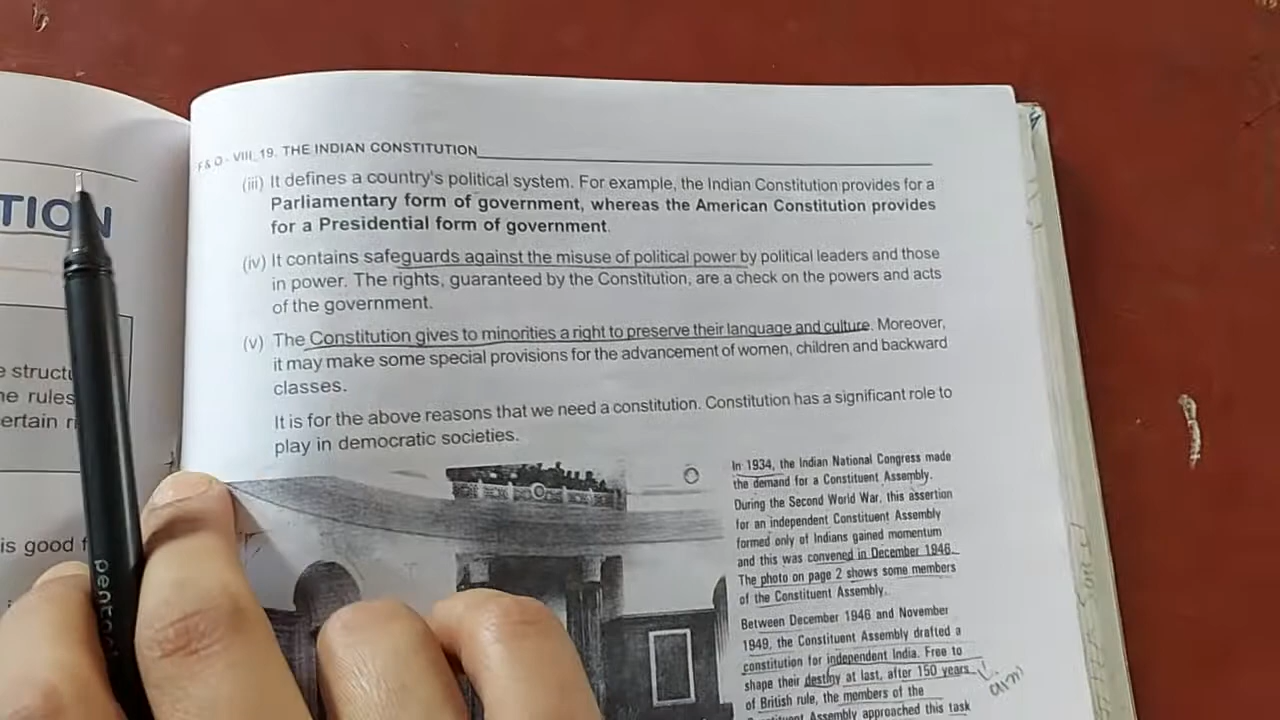 TION
e struct
he rules
ertain r
is good f
F & O - VIII_19. THE INDIAN CONSTITUTION
(iii) It defines a country's political system. For example, the Indian Constitution provides for a
Parliamentary form of government, whereas the American Constitution provides
for a Presidential form of government.
(iv) It contains safeguards against the misuse of political power by political leaders and those
in power. The rights, guaranteed by the Constitution, are a check on the powers and acts
of the government.
(v) The Constitution gives to minorities a right to preserve their language and culture. Moreover,
it may make some special provisions for the advancement of women, children and backward
classes.
It is for the above reasons that we need a constitution. Constitution has a significant role to
play in democratic societies.
In 1934, the Indian National Congress made
the demand for a Constituent Assembly.
During the Second World War, this assertion
for an independent Constituent Assembly
formed only of Indians gained momentum
and this was convened in December 1946.
The photo on page 2 shows some members
of the Constituent Assembly.
Between December 1946 and November
1949, the Constituent Assembly drafted a
constitution for independent India. Free to
shape their destiny at last, after 150 years
of British rule, the members of the
Assembly approached this task
aim
pent